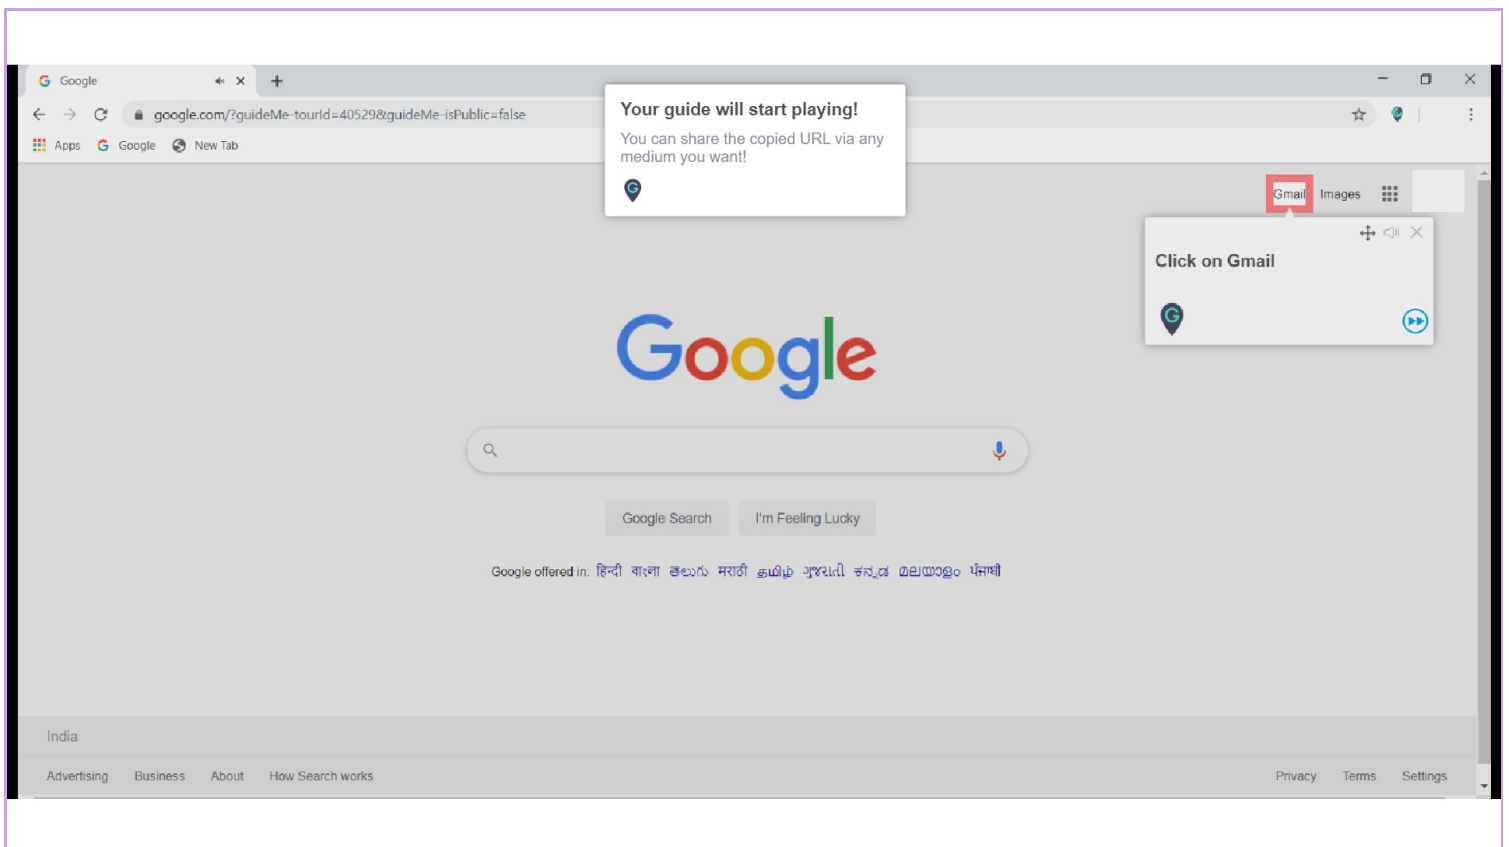 Google
google.com/?guideMe-tourId=40529&guideMe-isPublic=false
Apps Google New Tab
Your guide will start playing!
You can share the copied URL via any
medium you want!
Gmail Images
Click on Gmail
Google
Google Search I'm Feeling Lucky
Google offered in: हिन्दी বাংলা తెలుగు मराठी தமிழ் ગુજરાતી ಕನ್ನಡ മലയാളം ਪੰਜਾਬੀ
India
Advertising Business About How Search works Privacy Terms Settings